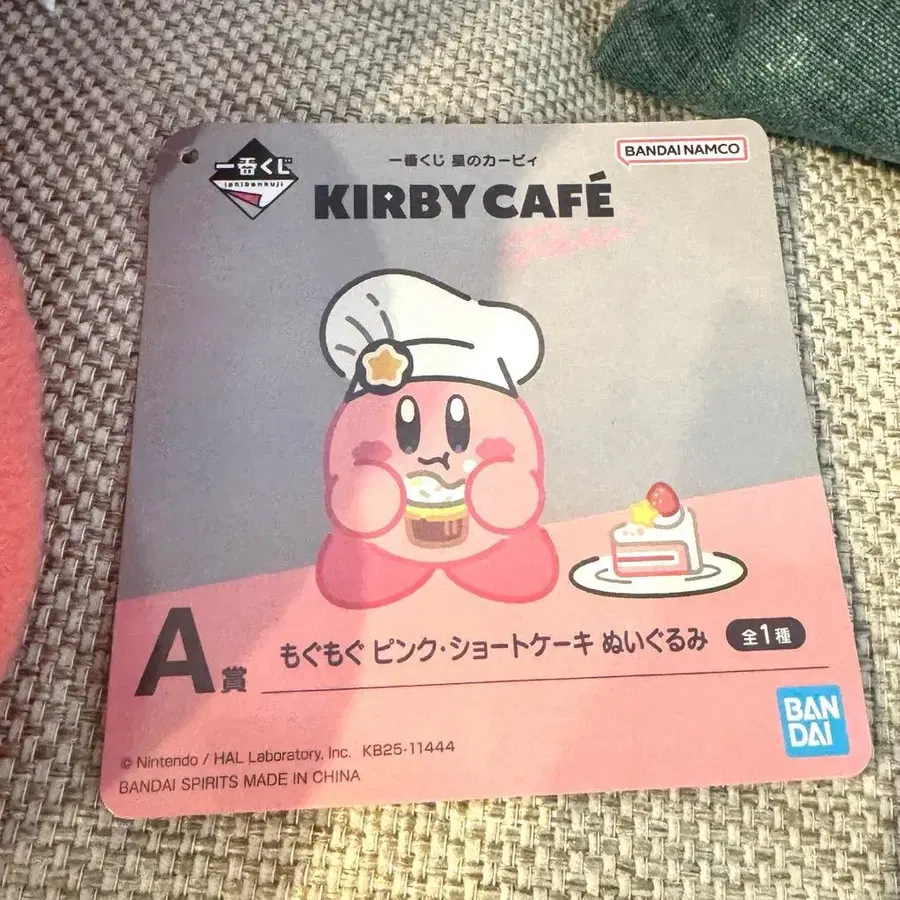 一番くじ
ichibankuji
一番くじ 星のカービィ
BANDAI NAMCO
KIRBY CAFÉ
A賞
もぐもぐ ピンク・ショートケーキ ぬいぐるみ
全1種
© Nintendo / HAL Laboratory, Inc. KB25-11444
BANDAI SPIRITS MADE IN CHINA
BAN
DAI